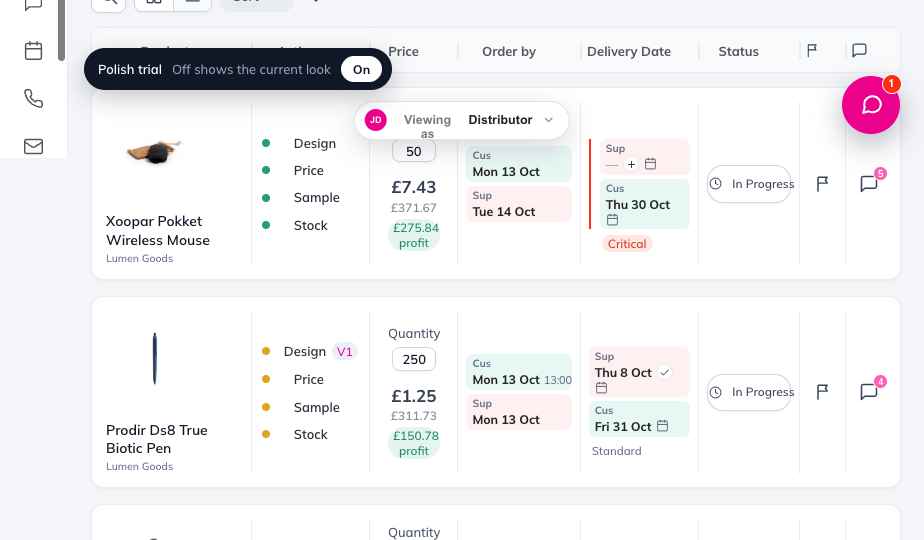 Price
Order by
Delivery Date
Status
Polish trial Off shows the current look On
1
JD Viewing as Distributor
Design
Price
Sample
Stock
50
£7.43
£371.67
£275.84
profit
Cus
Mon 13 Oct
Sup
Tue 14 Oct
Sup
— +
Cus
Thu 30 Oct
Critical
In Progress
5
Xoopar Pokket
Wireless Mouse
Lumen Goods
Design V1
Price
Sample
Stock
Quantity
250
£1.25
£311.73
£150.78
profit
Cus
Mon 13 Oct 13:00
Sup
Mon 13 Oct
Sup
Thu 8 Oct
Cus
Fri 31 Oct
Standard
In Progress
4
Prodir Ds8 True
Biotic Pen
Lumen Goods
Quantity